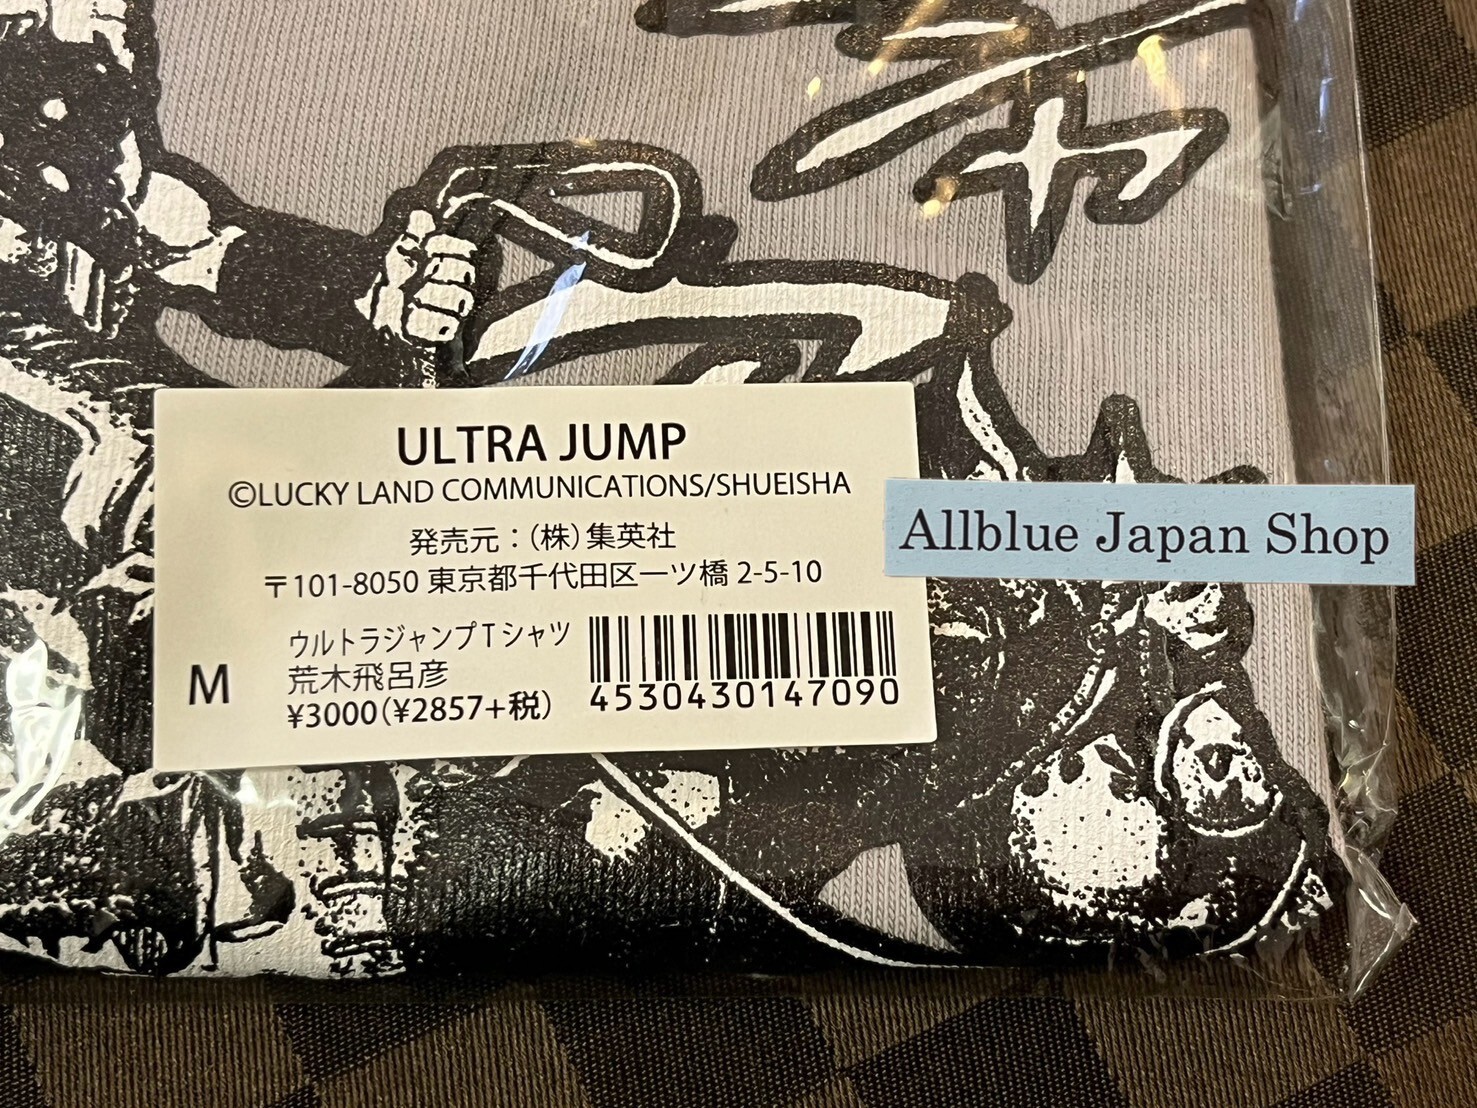 ULTRA JUMP
©LUCKY LAND COMMUNICATIONS/SHUEISHA
発売元：(株)集英社
〒101-8050 東京都千代田区一ツ橋 2-5-10
ウルトラジャンプTシャツ
荒木飛呂彦
M ¥3000(¥2857+税)
4530430147090
Allblue Japan Shop